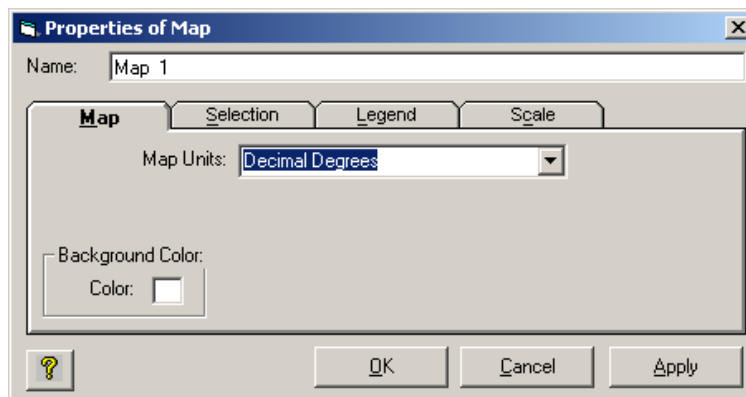 Properties of Map
Name: Map 1
Map Selection Legend Scale
Map Units: Decimal Degrees
Background Color:
Color:
? OK Cancel Apply